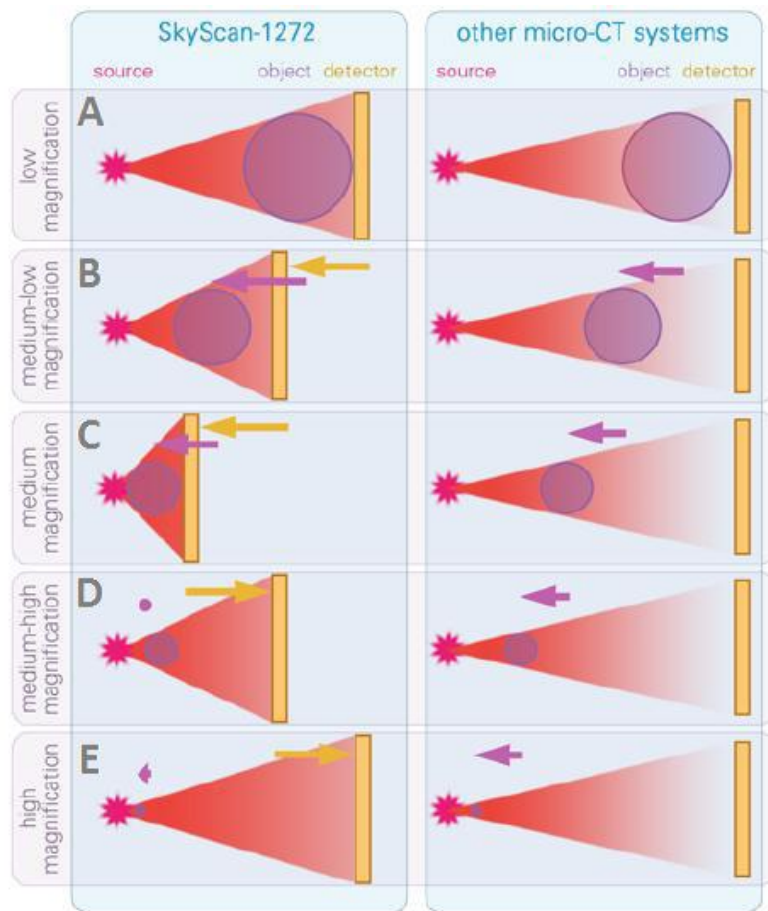 SkyScan-1272
other micro-CT systems
source object detector
source object detector
A
low
magnification
B
medium-low
magnification
C
medium
magnification
D
medium-high
magnification
E
high
magnification